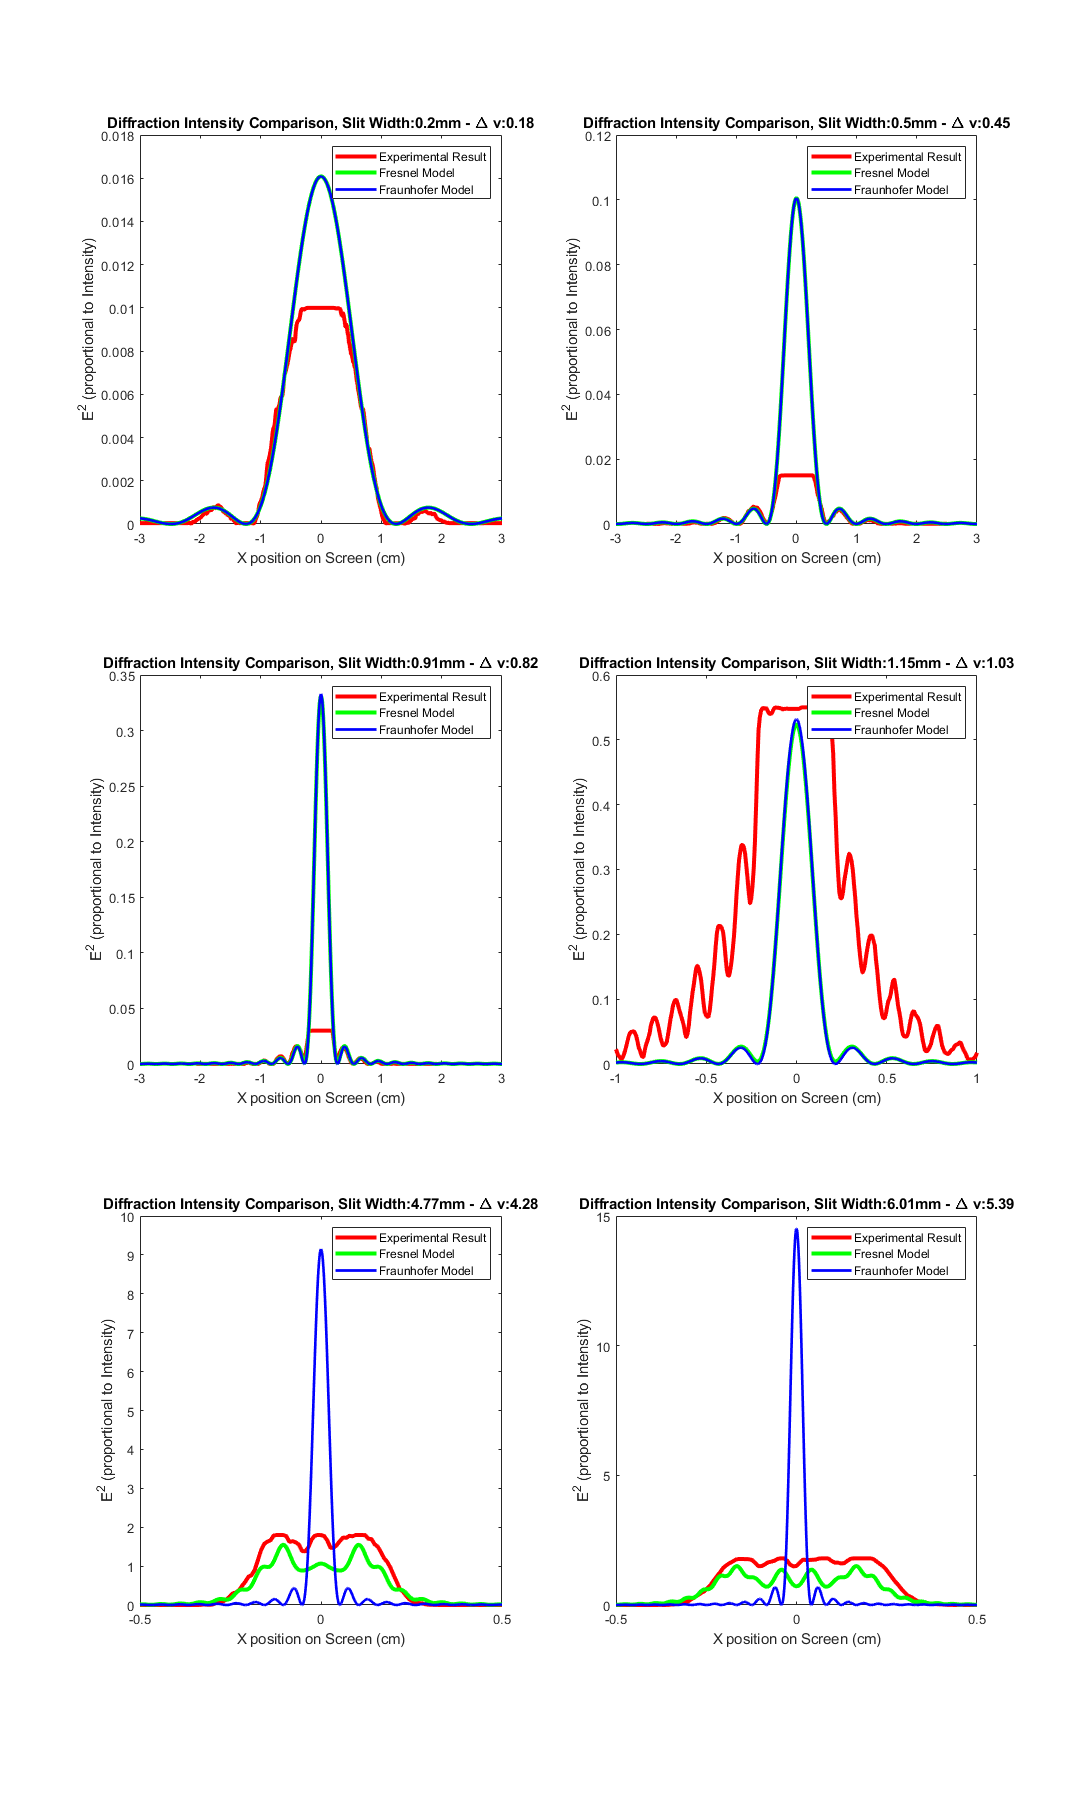 Diffraction Intensity Comparison, Slit Width:0.2mm - Δ v:0.18
0.018
0.016
0.014
0.012
0.01
0.008
0.006
0.004
0.002
0
E² (proportional to Intensity)
Experimental Result
Fresnel Model
Fraunhofer Model
-3 -2 -1 0 1 2 3
X position on Screen (cm)
Diffraction Intensity Comparison, Slit Width:0.5mm - Δ v:0.45
0.12
0.1
0.08
0.06
0.04
0.02
0
E² (proportional to Intensity)
Experimental Result
Fresnel Model
Fraunhofer Model
-3 -2 -1 0 1 2 3
X position on Screen (cm)
Diffraction Intensity Comparison, Slit Width:0.91mm - Δ v:0.82
0.35
0.3
0.25
0.2
0.15
0.1
0.05
0
E² (proportional to Intensity)
Experimental Result
Fresnel Model
Fraunhofer Model
-3 -2 -1 0 1 2 3
X position on Screen (cm)
Diffraction Intensity Comparison, Slit Width:1.15mm - Δ v:1.03
0.6
0.5
0.4
0.3
0.2
0.1
0
E² (proportional to Intensity)
Experimental Result
Fresnel Model
Fraunhofer Model
-1 -0.5 0 0.5 1
X position on Screen (cm)
Diffraction Intensity Comparison, Slit Width:4.77mm - Δ v:4.28
10
9
8
7
6
5
4
3
2
1
0
E² (proportional to Intensity)
Experimental Result
Fresnel Model
Fraunhofer Model
-0.5 0 0.5
X position on Screen (cm)
Diffraction Intensity Comparison, Slit Width:6.01mm - Δ v:5.39
15
10
5
0
E² (proportional to Intensity)
Experimental Result
Fresnel Model
Fraunhofer Model
-0.5 0 0.5
X position on Screen (cm)